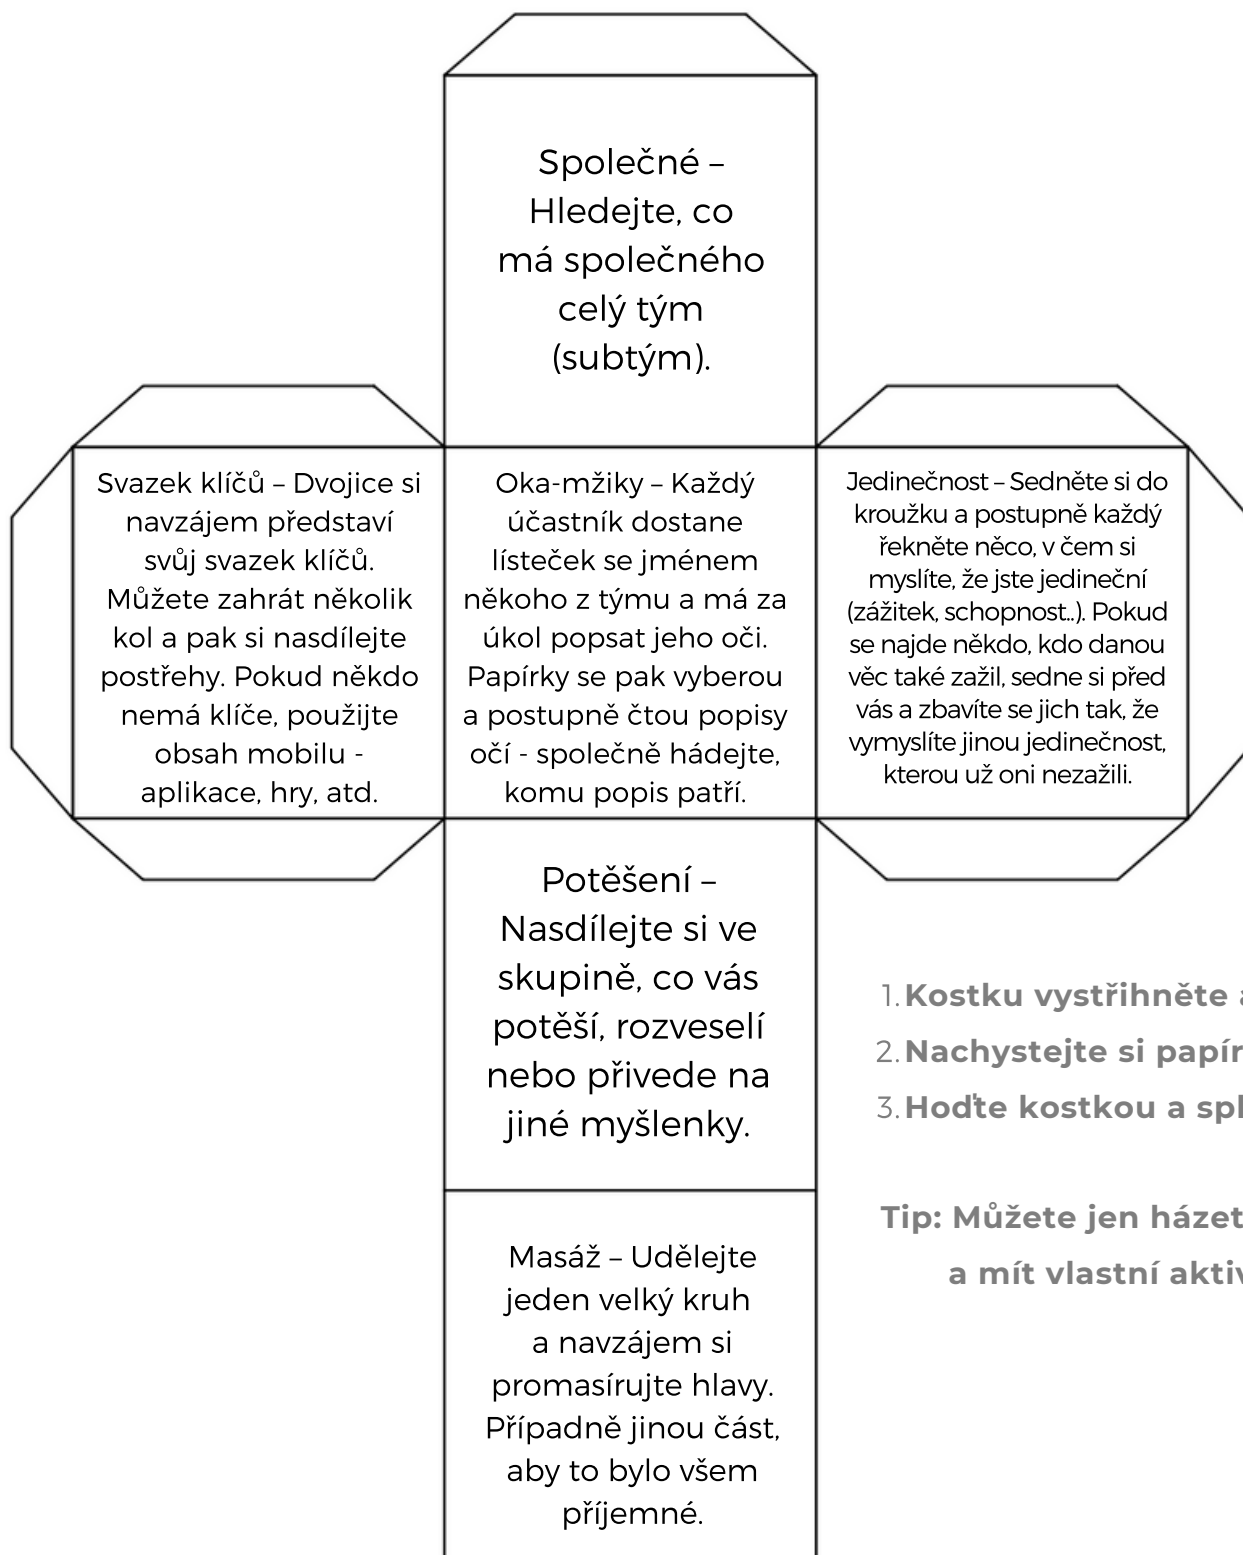 Společné –
Hledejte, co
má společného
celý tým
(subtým).
Svazek klíčů – Dvojice si
navzájem představí
svůj svazek klíčů.
Můžete zahrát několik
kol a pak si nasdílejte
postřehy. Pokud někdo
nemá klíče, použijte
obsah mobilu -
aplikace, hry, atd.
Oka-mžiky – Každý
účastník dostane
lísteček se jménem
někoho z týmu a má za
úkol popsat jeho oči.
Papírky se pak vyberou
a postupně čtou popisy
očí - společně hádejte,
komu popis patří.
Jedinečnost – Sedněte si do
kroužku a postupně každý
řekněte něco, v čem si
myslíte, že jste jedineční
(zážitek, schopnost..). Pokud
se najde někdo, kdo danou
věc také zažil, sedne si před
vás a zbavíte se jich tak, že
vymyslíte jinou jedinečnost,
kterou už oni nezažili.
Potěšení –
Nasdílejte si ve
skupině, co vás
potěší, rozveselí
nebo přivede na
jiné myšlenky.
1. Kostku vystřihněte
2. Nachystejte si papír
3. Hoďte kostkou a
Tip: Můžete jen házet
a mít vlastní
Masáž – Udělejte
jeden velký kruh
a navzájem si
promasírujte hlavy.
Případně jinou část,
aby to bylo všem
příjemné.